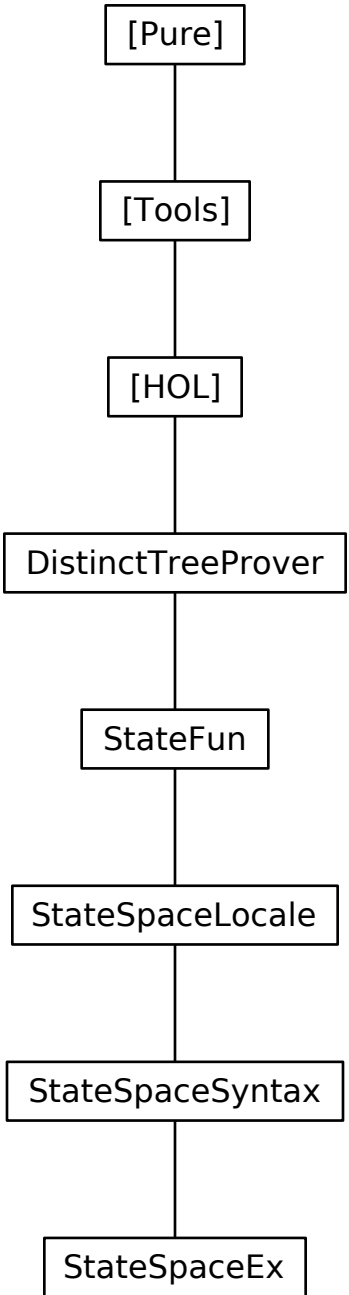 [Pure]
[Tools]
[HOL]
DistinctTreeProver
StateFun
StateSpaceLocale
StateSpaceSyntax
StateSpaceEx